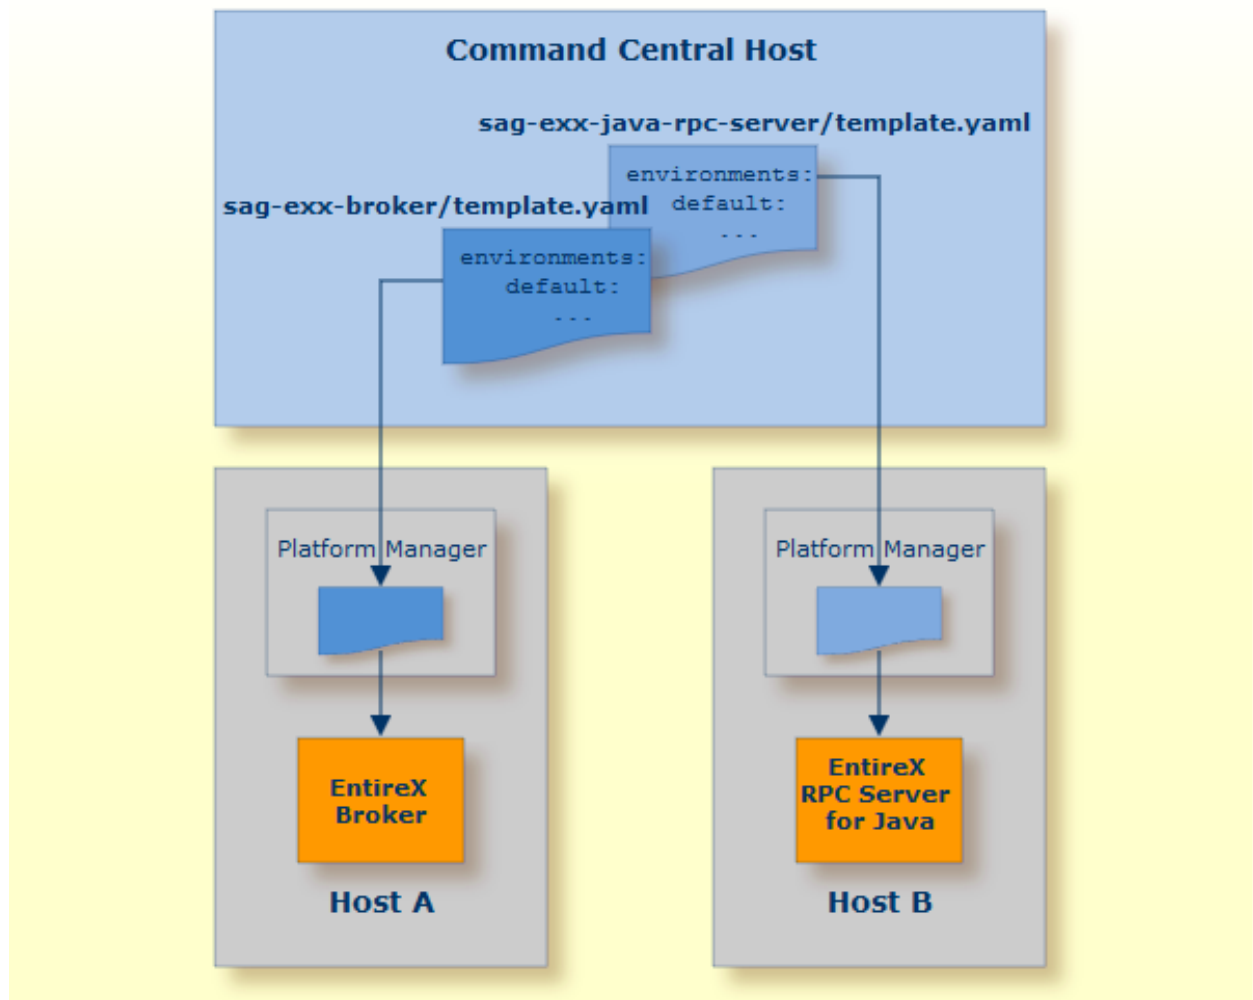 Command Central Host
sag-exx-java-rpc-server/template.yaml
environments:
default:
...
sag-exx-broker/template.yaml
environments:
default:
...
Platform Manager
EntireX
Broker
Host A
Platform Manager
EntireX
RPC Server
for Java
Host B